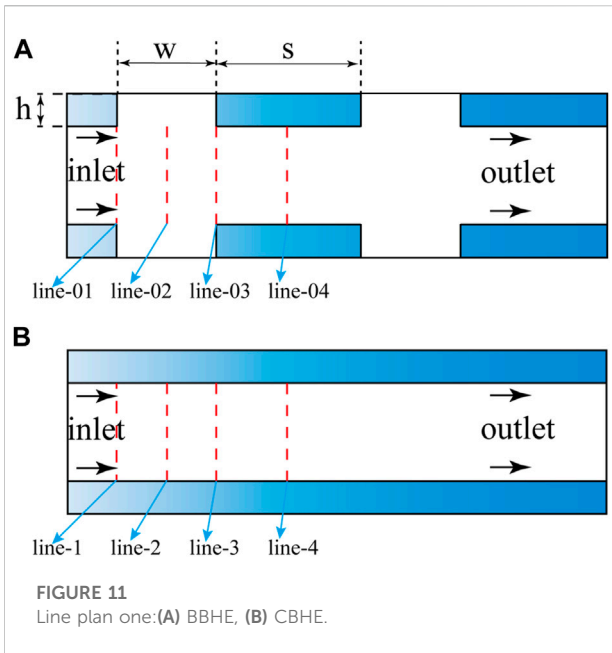 A
w
s
h
inlet
outlet
line-01 line-02 line-03 line-04
B
inlet
outlet
line-1 line-2 line-3 line-4
FIGURE 11
Line plan one:(A) BBHE, (B) CBHE.